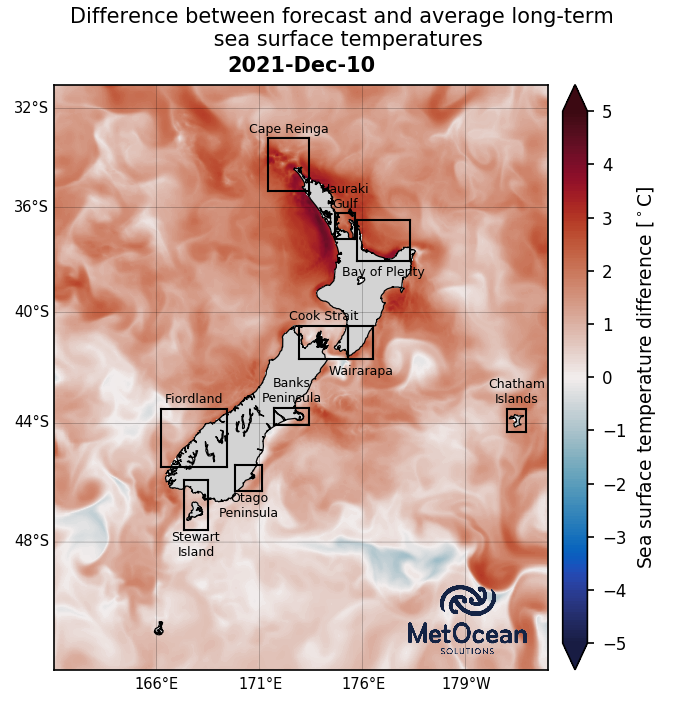 Difference between forecast and average long-term
sea surface temperatures
2021-Dec-10
32°S
36°S
40°S
44°S
48°S
Cape Reinga
Hauraki
Gulf
Bay of Plenty
Cook Strait
Wairarapa
Banks
Peninsula
Fiordland
Chatham
Islands
Otago
Peninsula
Stewart
Island
MetOcean
SOLUTIONS
166°E
171°E
176°E
179°W
5
4
3
2
1
0
−1
−2
−3
−4
−5
Sea surface temperature difference [°C]